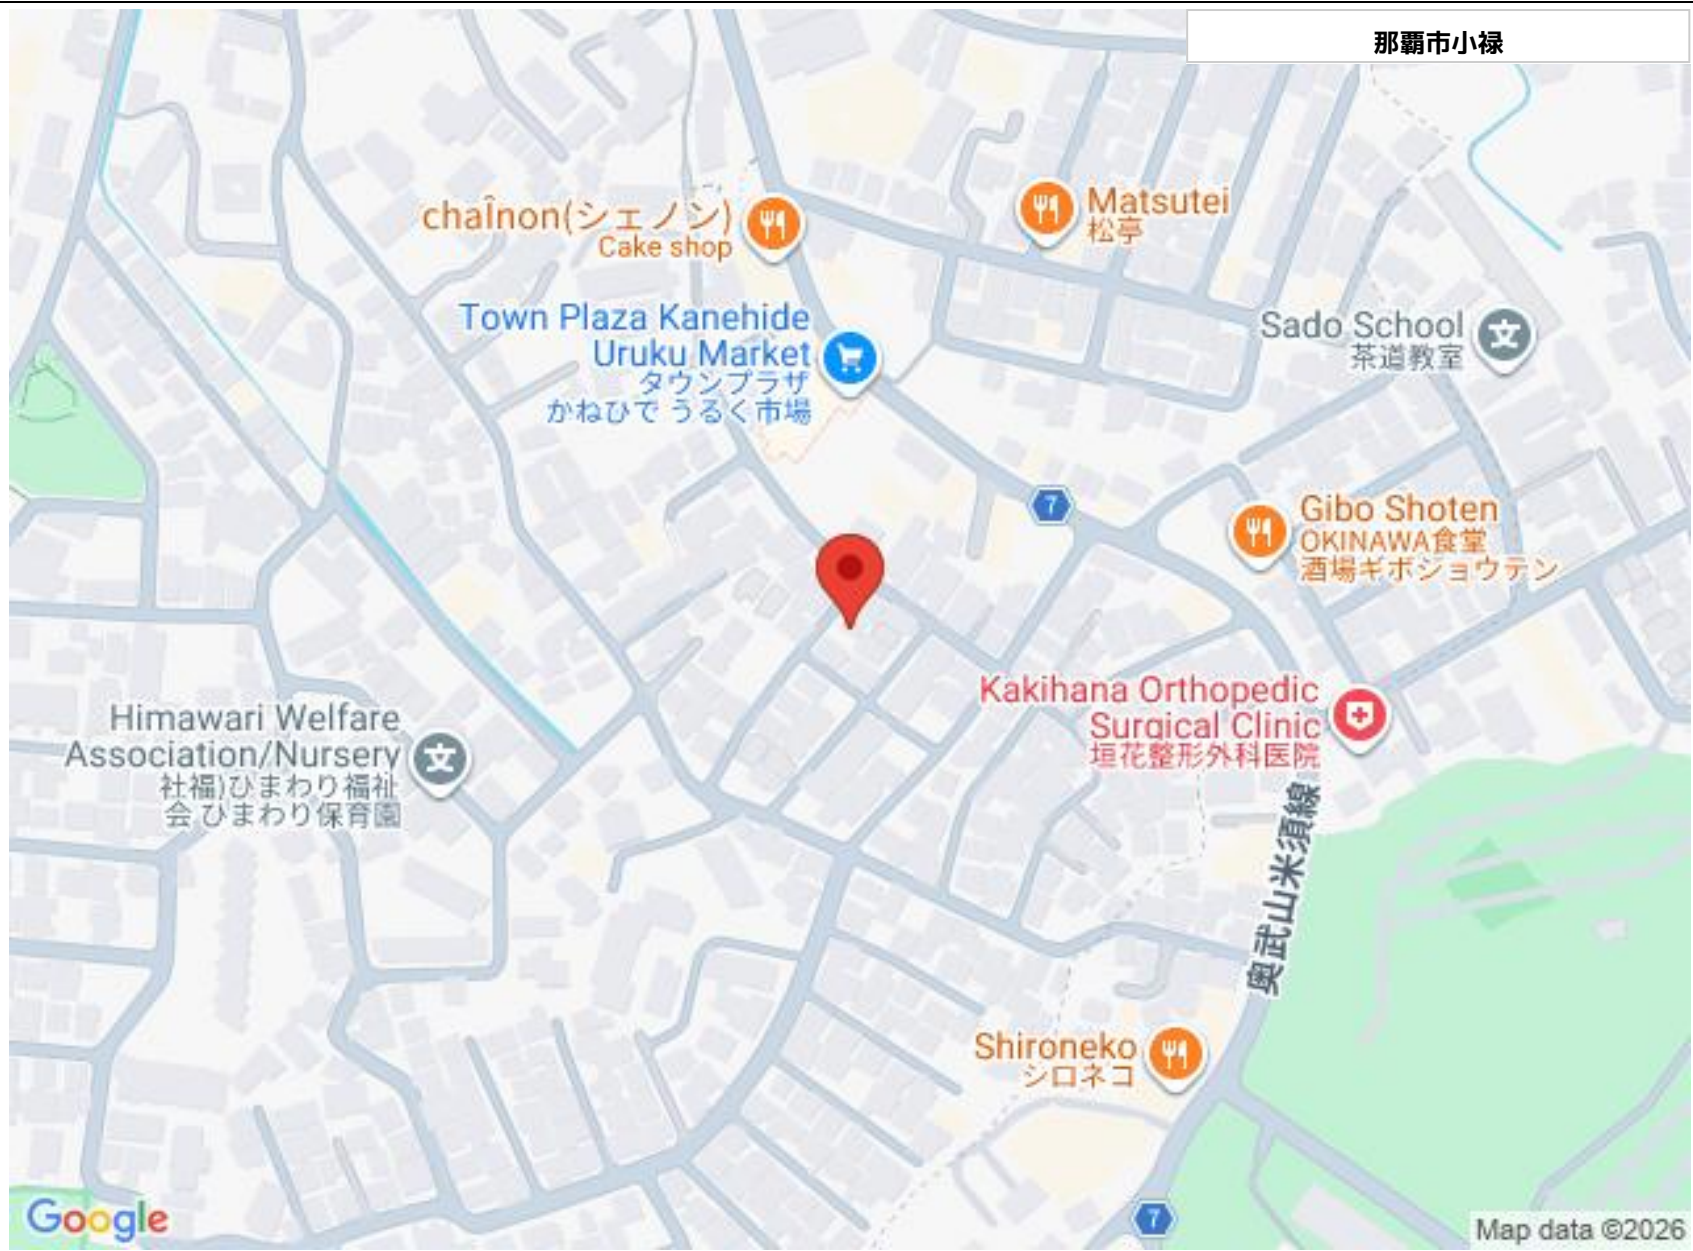 那覇市小禄
chaînon(シェノン)
Cake shop
Matsutei
松亭
Town Plaza Kanehide
Uruku Market
タウンプラザ
かねひで うるく市場
Sado School
茶道教室
7
Gibo Shoten
OKINAWA食堂
酒場ギボショウテン
Kakihana Orthopedic
Surgical Clinic
垣花整形外科医院
Himawari Welfare
Association/Nursery
社福)ひまわり福祉
会 ひまわり保育園
奥武山米須線
Shironeko
シロネコ
7
Google
Map data ©2026